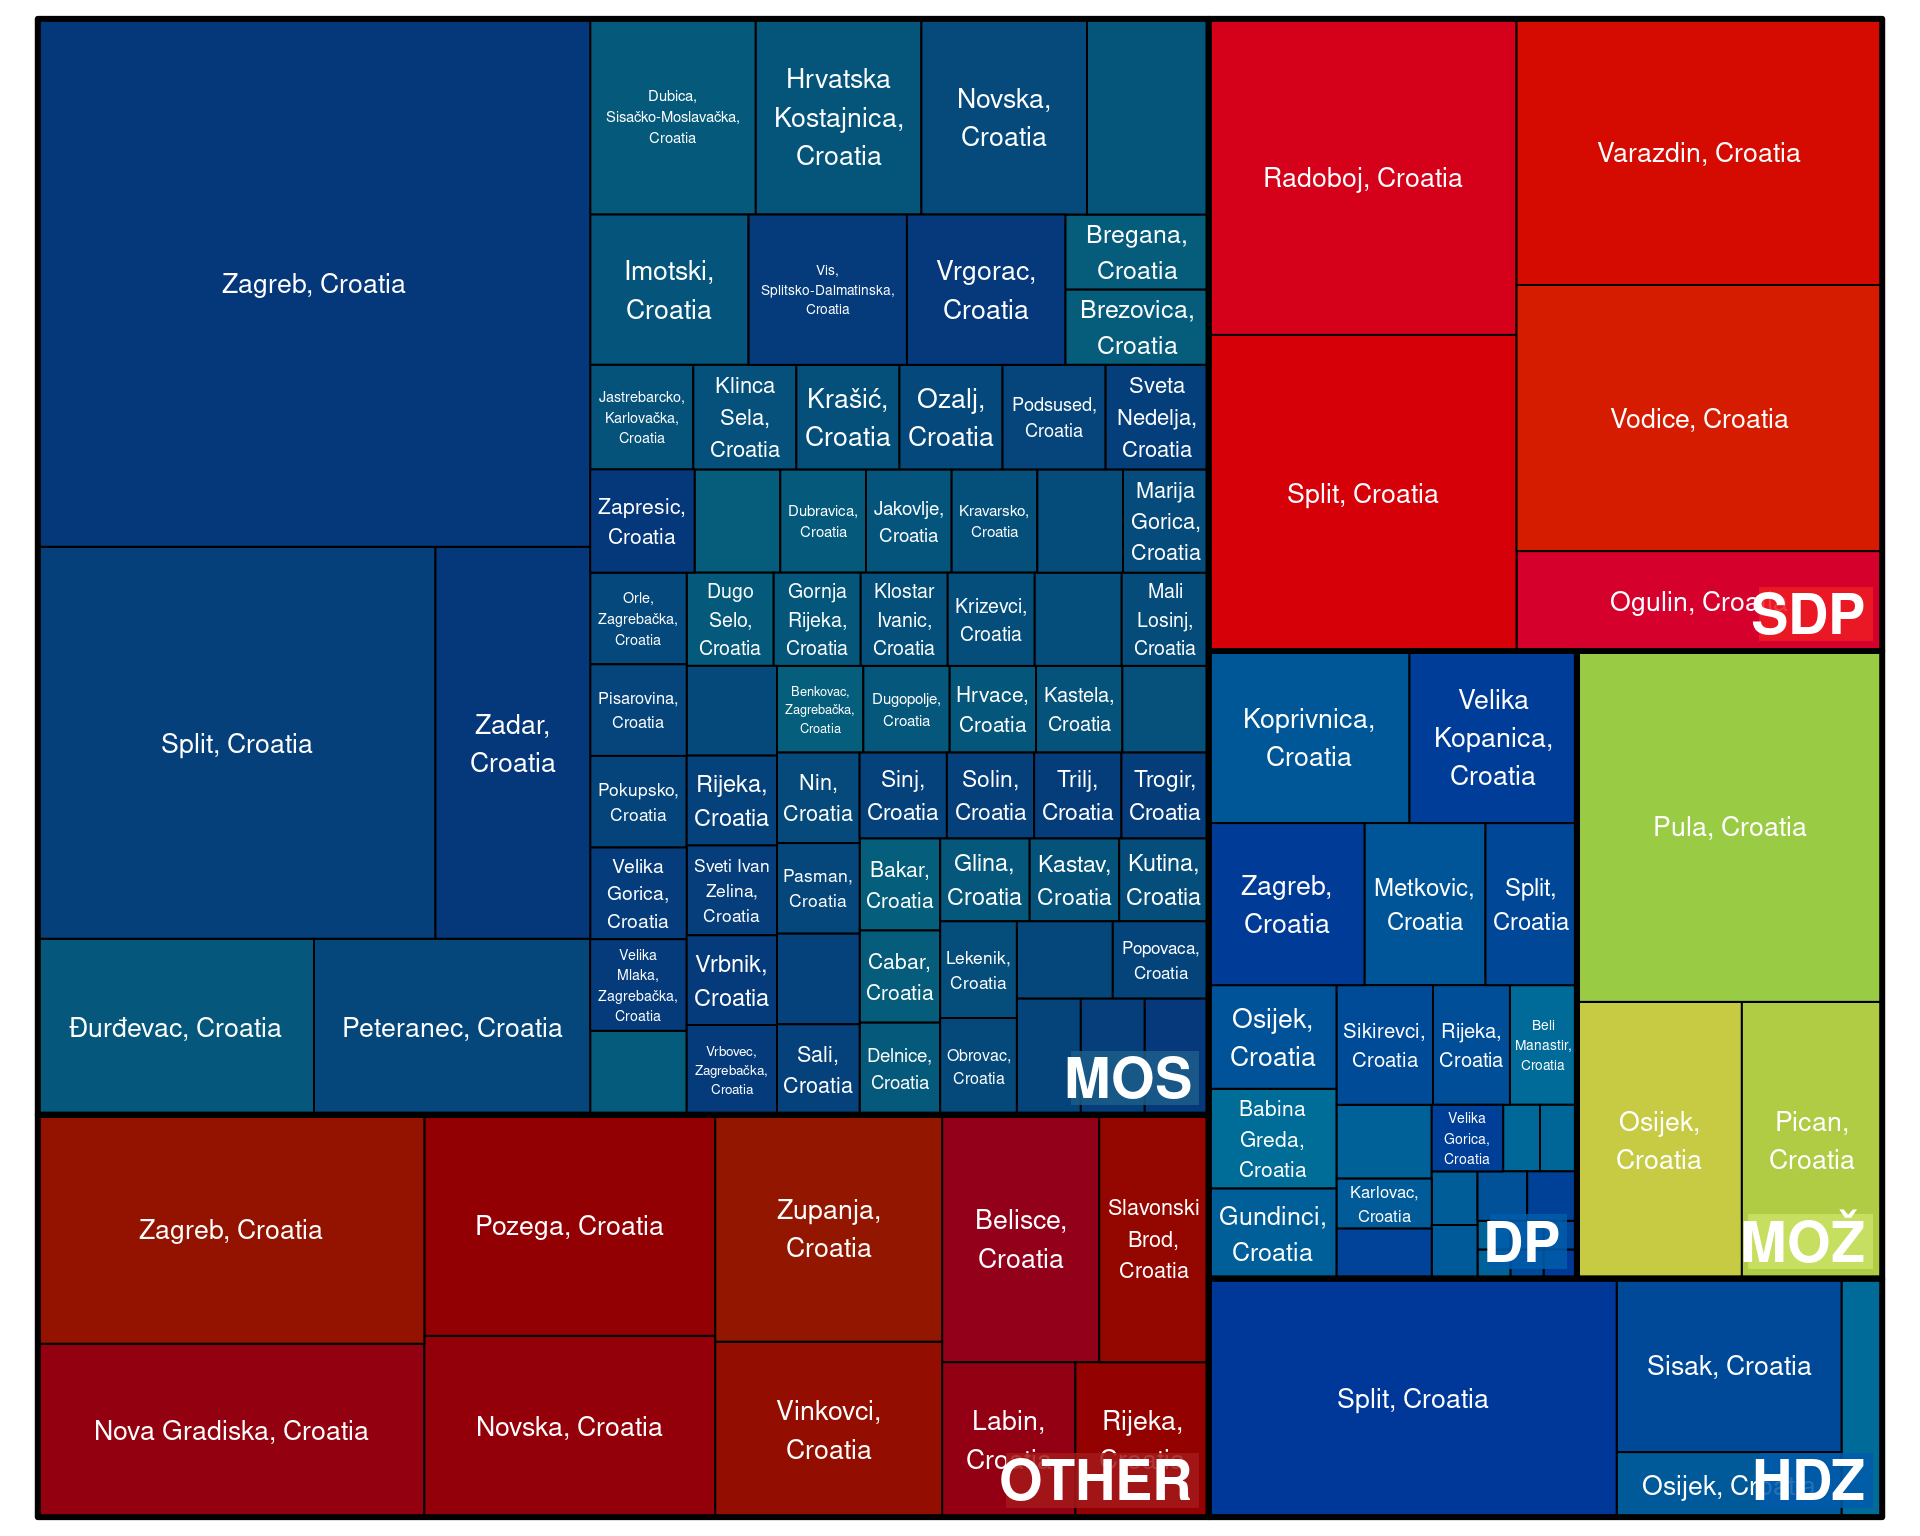 Zagreb, Croatia
Split, Croatia
Zadar,
Croatia
Đurđevac, Croatia
Peteranec, Croatia
Dubica,
Sisačko-Moslavačka,
Croatia
Hrvatska
Kostajnica,
Croatia
Novska,
Croatia
Imotski,
Croatia
Vis,
Splitsko-Dalmatinska,
Croatia
Vrgorac,
Croatia
Bregana,
Croatia
Brezovica,
Croatia
Jastrebarcko,
Karlovačka,
Croatia
Klinca
Sela,
Croatia
Krašić,
Croatia
Ozalj,
Croatia
Podsused,
Croatia
Sveta
Nedelja,
Croatia
Zapresic,
Croatia
Dubravica,
Croatia
Jakovlje,
Croatia
Kravarsko,
Croatia
Marija
Gorica,
Croatia
Orle,
Zagrebačka,
Croatia
Dugo
Selo,
Croatia
Gornja
Rijeka,
Croatia
Klostar
Ivanic,
Croatia
Krizevci,
Croatia
Mali
Losinj,
Croatia
Pisarovina,
Croatia
Benkovac,
Zagrebačka,
Croatia
Dugopolje,
Croatia
Hrvace,
Croatia
Kastela,
Croatia
Pokupsko,
Croatia
Rijeka,
Croatia
Nin,
Croatia
Sinj,
Croatia
Solin,
Croatia
Trilj,
Croatia
Trogir,
Croatia
Velika
Gorica,
Croatia
Sveti Ivan
Zelina,
Croatia
Pasman,
Croatia
Bakar,
Croatia
Glina,
Croatia
Kastav,
Croatia
Kutina,
Croatia
Velika
Mlaka,
Zagrebačka,
Croatia
Vrbnik,
Croatia
Cabar,
Croatia
Lekenik,
Croatia
Popovaca,
Croatia
Vrbovec,
Zagrebačka,
Croatia
Sali,
Croatia
Delnice,
Croatia
Obrovac,
Croatia
MOS
Radoboj, Croatia
Varazdin, Croatia
Split, Croatia
Vodice, Croatia
Ogulin, Croatia
SDP
Koprivnica,
Croatia
Velika
Kopanica,
Croatia
Zagreb,
Croatia
Metkovic,
Croatia
Split,
Croatia
Osijek,
Croatia
Sikirevci,
Croatia
Rijeka,
Croatia
Beli
Manastir,
Croatia
Babina
Greda,
Croatia
Velika
Gorica,
Croatia
Gundinci,
Croatia
Karlovac,
Croatia
DP
Pula, Croatia
Osijek,
Croatia
Pican,
Croatia
MOŽ
Zagreb, Croatia
Nova Gradiska, Croatia
Pozega, Croatia
Novska, Croatia
Zupanja,
Croatia
Vinkovci,
Croatia
Belisce,
Croatia
Slavonski
Brod,
Croatia
Labin,
Croatia
Rijeka,
Croatia
OTHER
Split, Croatia
Sisak, Croatia
Osijek, Croatia
HDZ